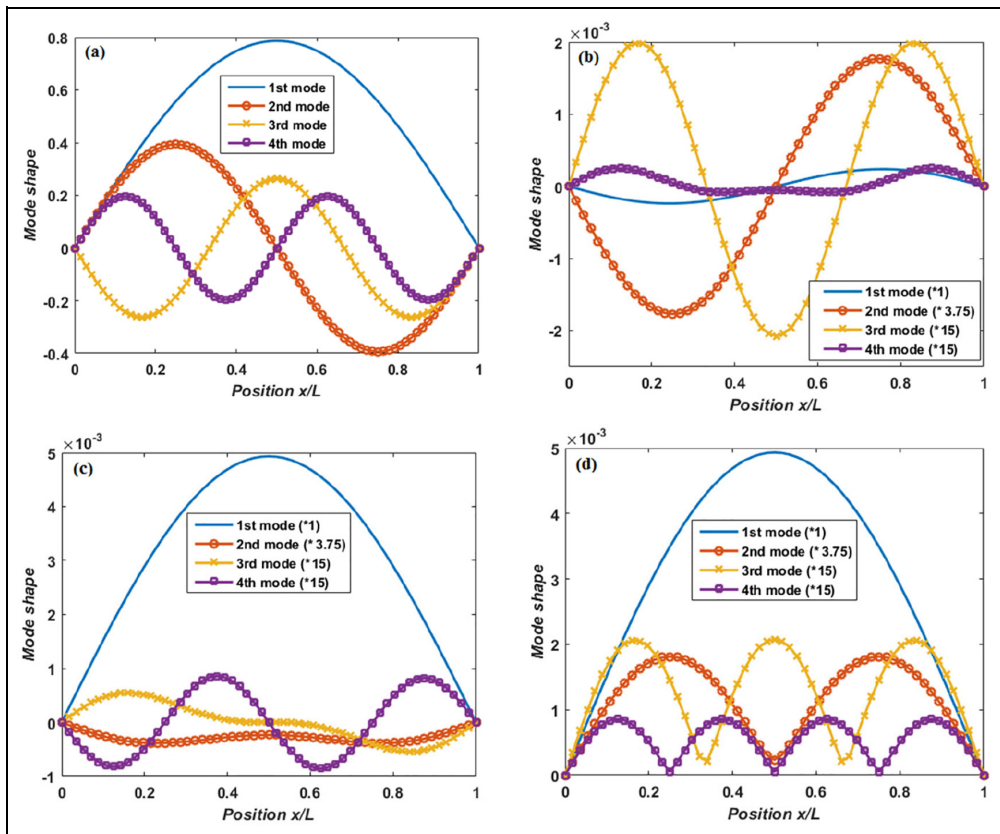 (a)
0.8
0.6
0.4
0.2
0
-0.2
-0.4
Mode shape
1st mode
2nd mode
3rd mode
4th mode
0 0.2 0.4 0.6 0.8 1
Position x/L
×10⁻³
(b)
2
1
0
-1
-2
Mode shape
1st mode (*1)
2nd mode (* 3.75)
3rd mode (*15)
4th mode (*15)
0 0.2 0.4 0.6 0.8 1
Position x/L
×10⁻³
(c)
5
4
3
2
1
0
-1
Mode shape
1st mode (*1)
2nd mode (* 3.75)
3rd mode (*15)
4th mode (*15)
0 0.2 0.4 0.6 0.8 1
Position x/L
×10⁻³
(d)
5
4
3
2
1
0
Mode shape
1st mode (*1)
2nd mode (* 3.75)
3rd mode (*15)
4th mode (*15)
0 0.2 0.4 0.6 0.8 1
Position x/L